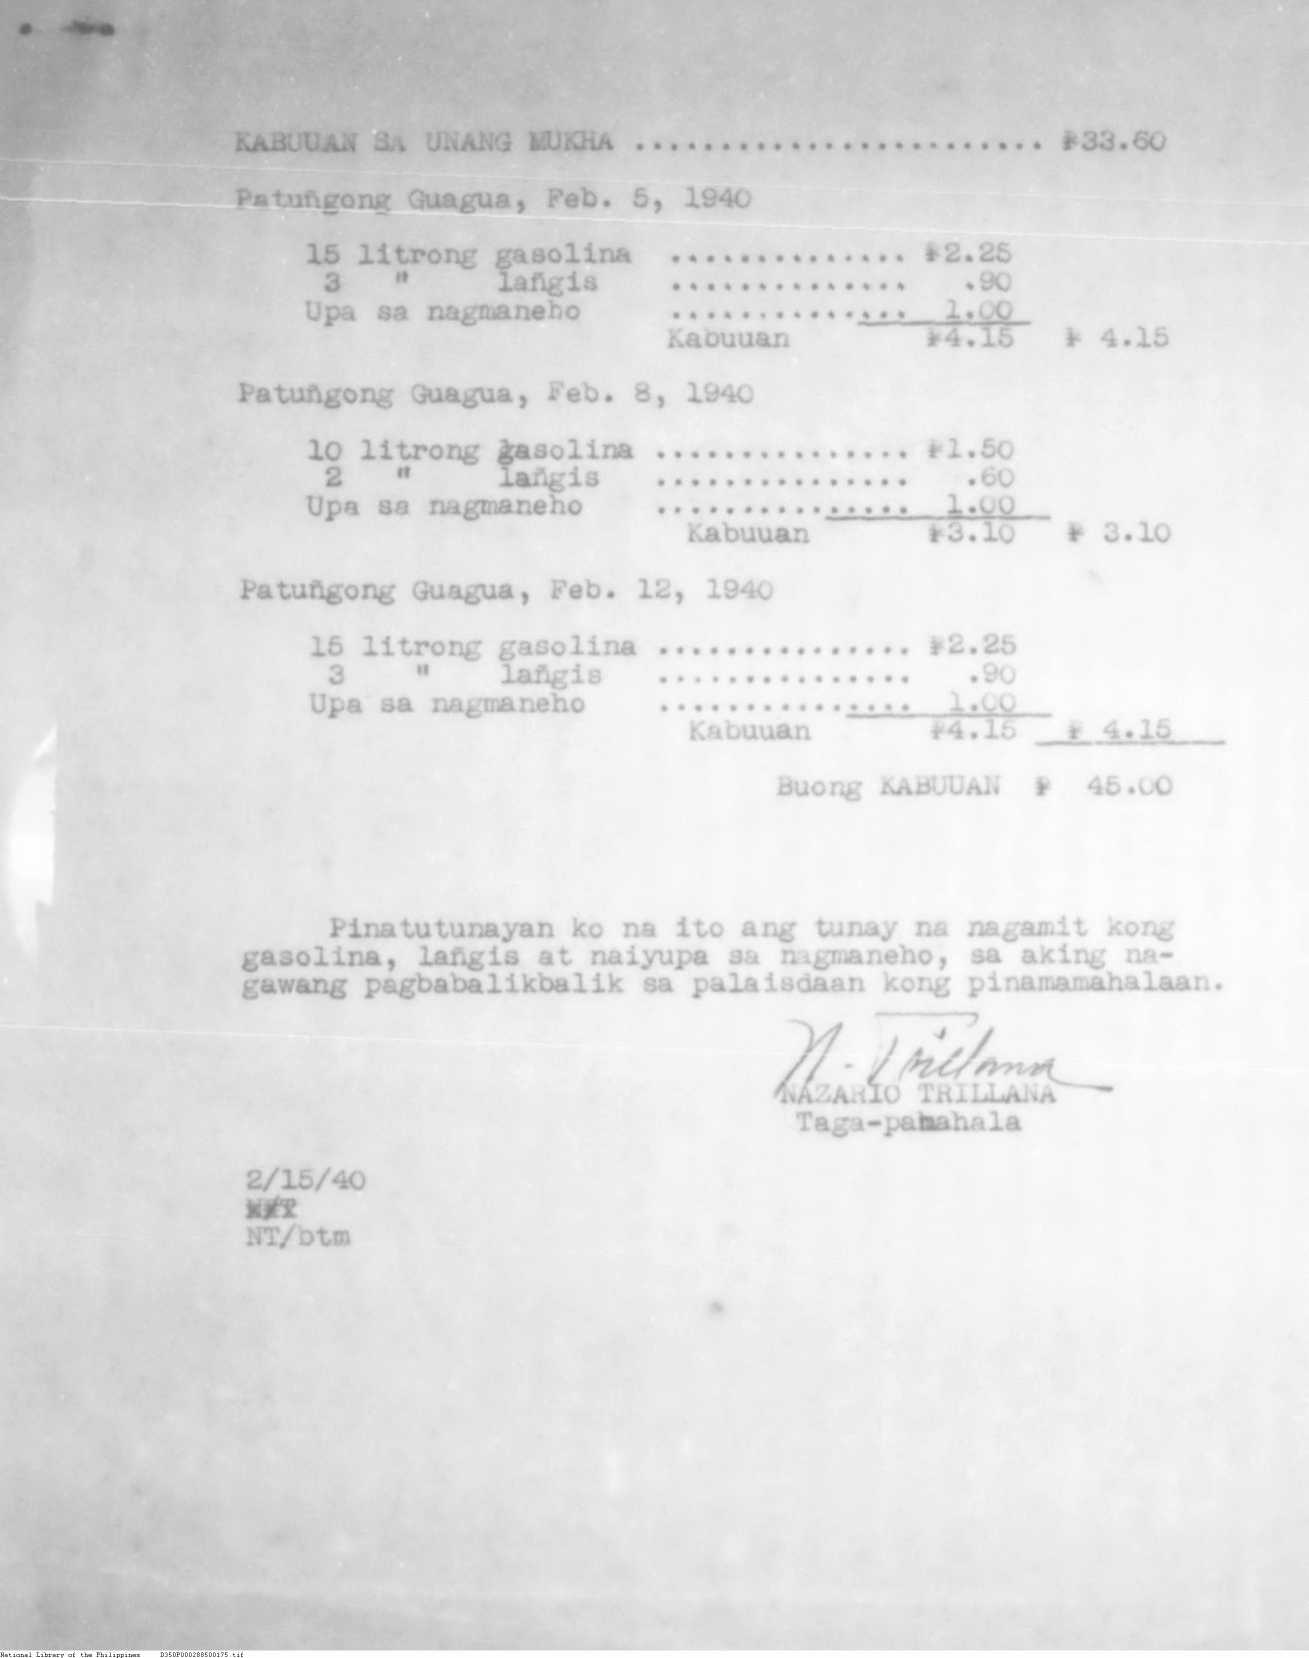 KABUUAN SA UNANG MUKHA ........................ ₱33.60
Patuñgong Guagua, Feb. 5, 1940
15 litrong gasolina .............. ₱2.25
3 " lañgis .............. .90
Upa sa nagmaneho .............. 1.00
Kabuuan ₱4.15 ₱ 4.15
Patuñgong Guagua, Feb. 8, 1940
10 litrong gasolina ............... ₱1.50
2 " lañgis ............... .60
Upa sa nagmaneho ............... 1.00
Kabuuan ₱3.10 ₱ 3.10
Patuñgong Guagua, Feb. 12, 1940
15 litrong gasolina ............... ₱2.25
3 " lañgis ............... .90
Upa sa nagmaneho ............... 1.00
Kabuuan ₱4.15 ₱ 4.15
Buong KABUUAN ₱ 45.00
Pinatutunayan ko na ito ang tunay na nagamit kong
gasolina, lañgis at naiyupa sa nagmaneho, sa aking na-
gawang pagbabalikbalik sa palaisdaan kong pinamamahalaan.
N. Trillana
NAZARIO TRILLANA
Taga-pamahala
2/15/40
NT/btm
National Library of the Philippines D350P000288500175.tif